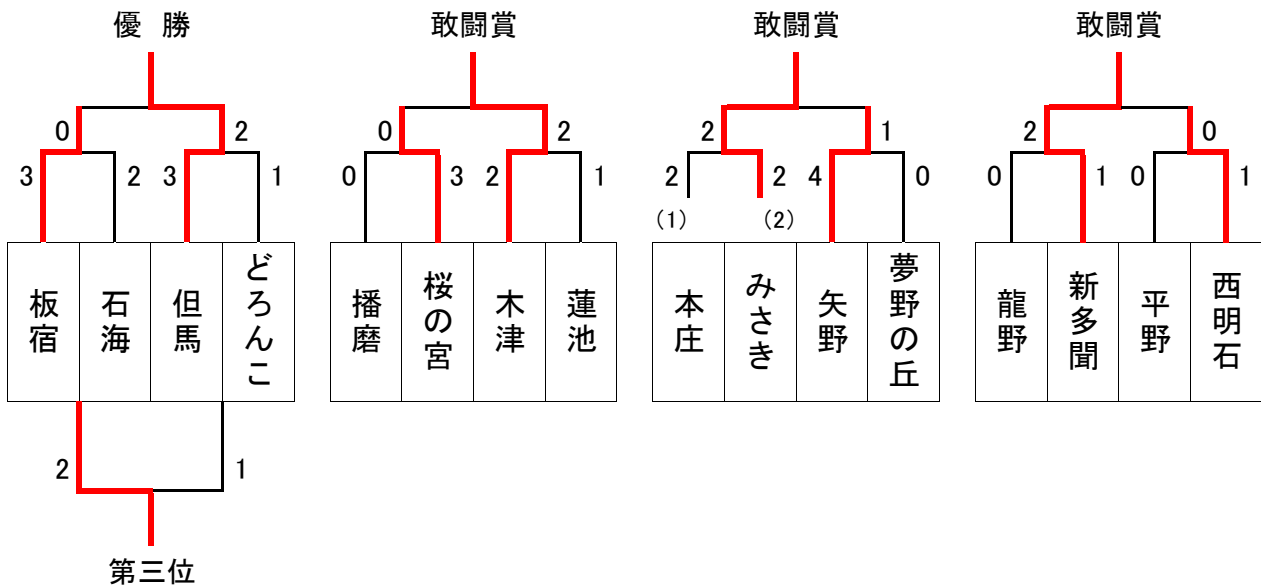 優 勝
敢闘賞
敢闘賞
敢闘賞
0 2
0 2
2 1
2 0
3 2 3 1
0 3 2 1
2 2 4 0
0 1 0 1
(1) (2)
板宿
石海
但馬
どろんこ
播磨
桜の宮
木津
蓮池
本庄
みさき
矢野
夢野の丘
龍野
新多聞
平野
西明石
2 1
第三位